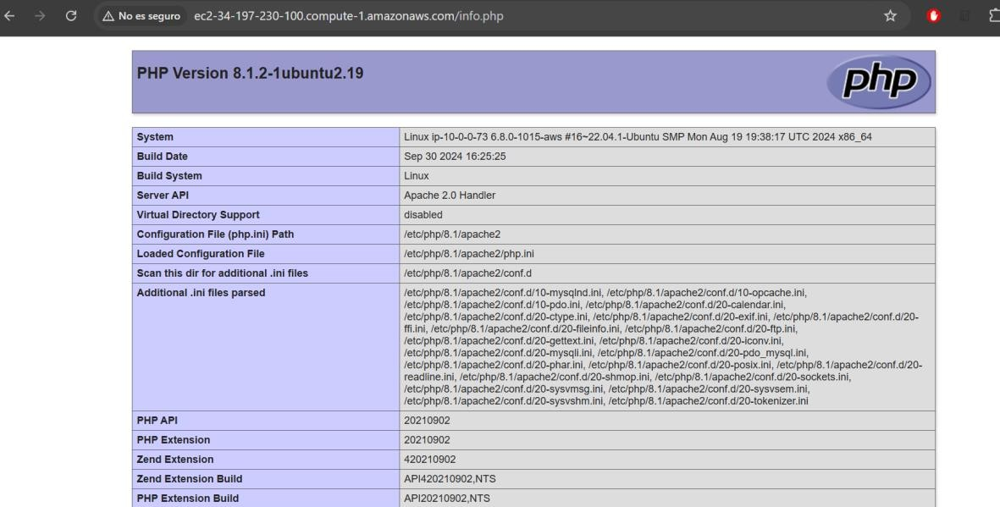 No es seguro ec2-34-197-230-100.compute-1.amazonaws.com/info.php
PHP Version 8.1.2-1ubuntu2.19
php
System Linux ip-10-0-0-73 6.8.0-1015-aws #16~22.04.1-Ubuntu SMP Mon Aug 19 19:38:17 UTC 2024 x86_64
Build Date Sep 30 2024 16:25:25
Build System Linux
Server API Apache 2.0 Handler
Virtual Directory Support disabled
Configuration File (php.ini) Path /etc/php/8.1/apache2
Loaded Configuration File /etc/php/8.1/apache2/php.ini
Scan this dir for additional .ini files /etc/php/8.1/apache2/conf.d
Additional .ini files parsed /etc/php/8.1/apache2/conf.d/10-mysqlnd.ini, /etc/php/8.1/apache2/conf.d/10-opcache.ini,
/etc/php/8.1/apache2/conf.d/10-pdo.ini, /etc/php/8.1/apache2/conf.d/20-calendar.ini,
/etc/php/8.1/apache2/conf.d/20-ctype.ini, /etc/php/8.1/apache2/conf.d/20-exif.ini, /etc/php/8.1/apache2/conf.d/20-
ffi.ini, /etc/php/8.1/apache2/conf.d/20-fileinfo.ini, /etc/php/8.1/apache2/conf.d/20-ftp.ini,
/etc/php/8.1/apache2/conf.d/20-gettext.ini, /etc/php/8.1/apache2/conf.d/20-iconv.ini,
/etc/php/8.1/apache2/conf.d/20-mysqli.ini, /etc/php/8.1/apache2/conf.d/20-pdo_mysql.ini,
/etc/php/8.1/apache2/conf.d/20-phar.ini, /etc/php/8.1/apache2/conf.d/20-posix.ini, /etc/php/8.1/apache2/conf.d/20-
readline.ini, /etc/php/8.1/apache2/conf.d/20-shmop.ini, /etc/php/8.1/apache2/conf.d/20-sockets.ini,
/etc/php/8.1/apache2/conf.d/20-sysvmsg.ini, /etc/php/8.1/apache2/conf.d/20-sysvsem.ini,
/etc/php/8.1/apache2/conf.d/20-sysvshm.ini, /etc/php/8.1/apache2/conf.d/20-tokenizer.ini
PHP API 20210902
PHP Extension 20210902
Zend Extension 420210902
Zend Extension Build API420210902,NTS
PHP Extension Build API20210902,NTS